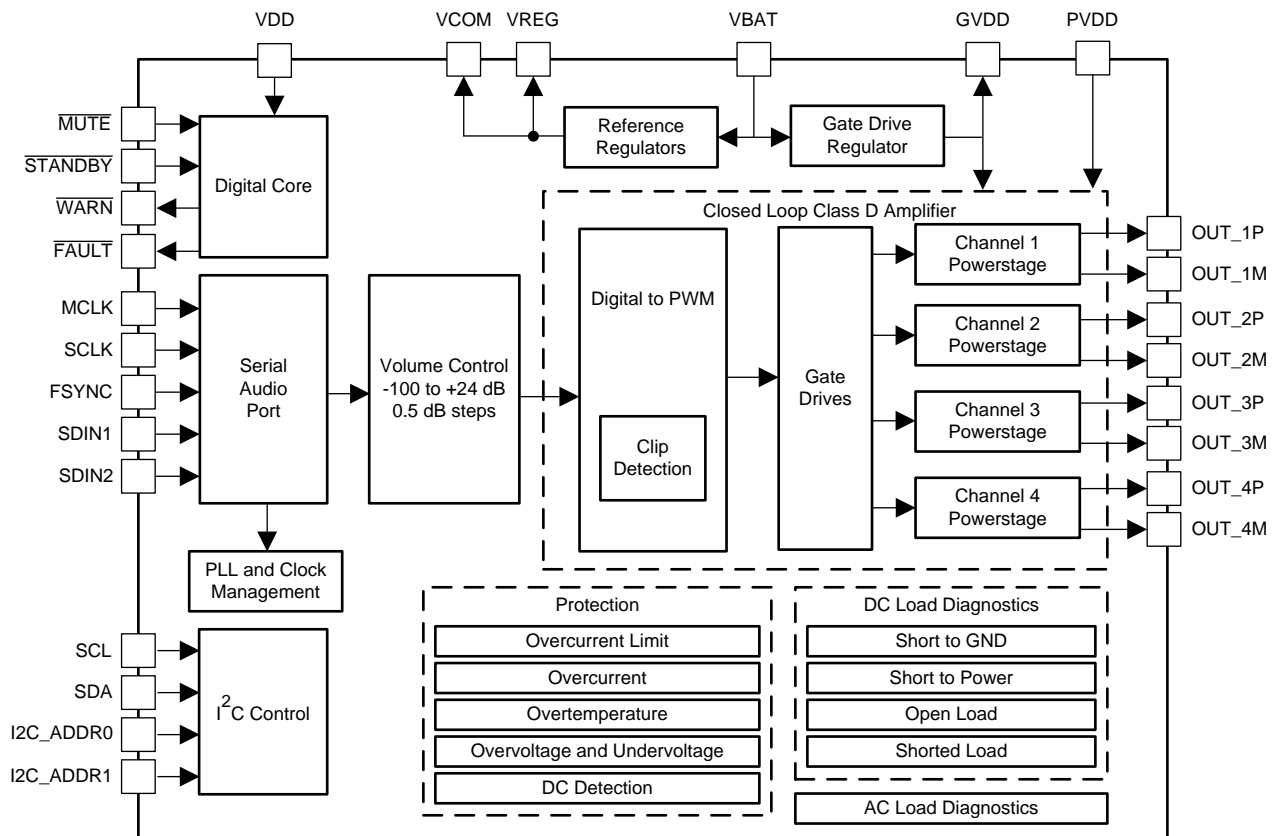 VDD
VCOM
VREG
VBAT
GVDD
PVDD
MUTE
STANDBY
WARN
FAULT
Digital Core
Reference
Regulators
Gate Drive
Regulator
MCLK
SCLK
FSYNC
SDIN1
SDIN2
Serial
Audio
Port
Volume Control
-100 to +24 dB
0.5 dB steps
Closed Loop Class D Amplifier
Digital to PWM
Clip
Detection
Gate
Drives
Channel 1
Powerstage
Channel 2
Powerstage
Channel 3
Powerstage
Channel 4
Powerstage
OUT_1P
OUT_1M
OUT_2P
OUT_2M
OUT_3P
OUT_3M
OUT_4P
OUT_4M
PLL and Clock
Management
SCL
SDA
I2C_ADDR0
I2C_ADDR1
I²C Control
Protection
Overcurrent Limit
Overcurrent
Overtemperature
Overvoltage and Undervoltage
DC Detection
DC Load Diagnostics
Short to GND
Short to Power
Open Load
Shorted Load
AC Load Diagnostics